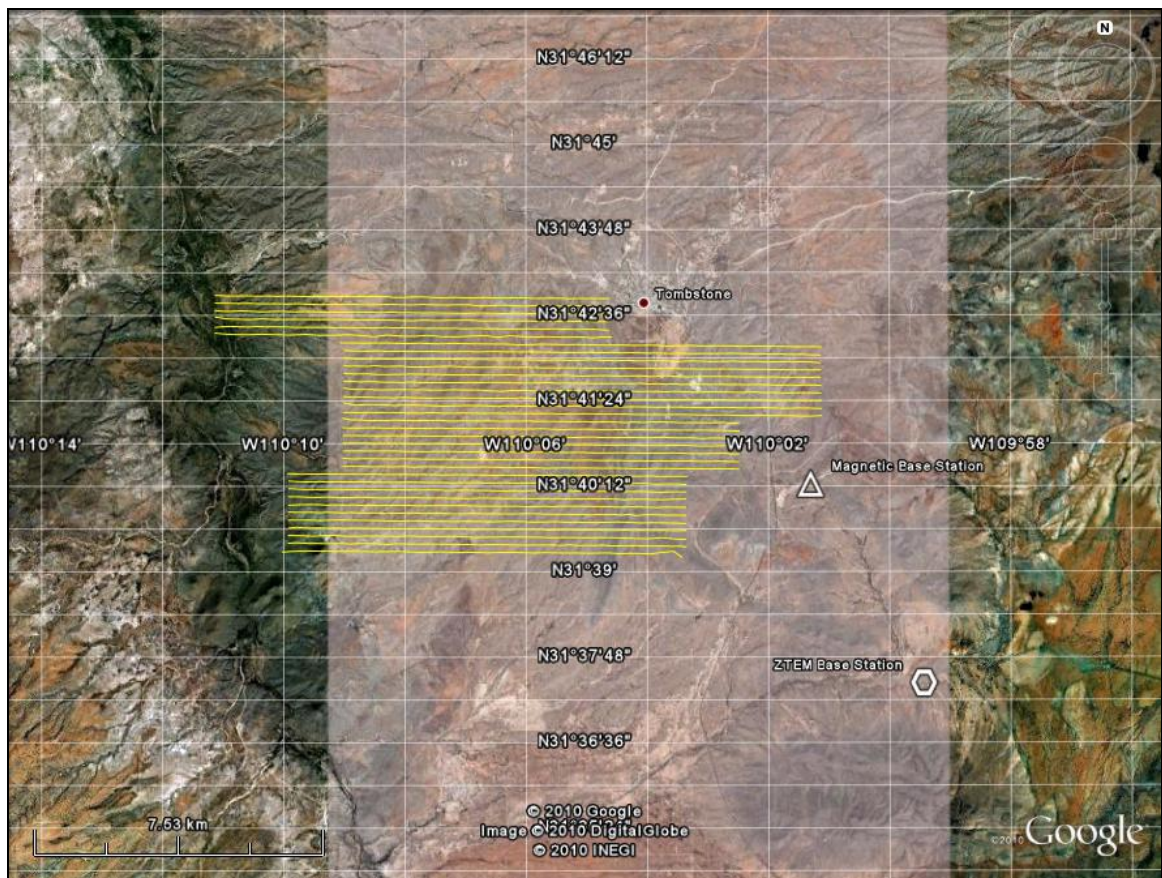 N
N31°46'12"
N31°45'
N31°43'48"
Tombstone
N31°42'36"
N31°41'24"
W110°14'
W110°10'
W110°06'
W110°02'
W109°58'
Magnetic Base Station
N31°40'12"
N31°39'
N31°37'48"
ZTEM Base Station
N31°36'36"
7.53 km
© 2010 Google
Image © 2010 DigitalGlobe
© 2010 INEGI
©2010 Google